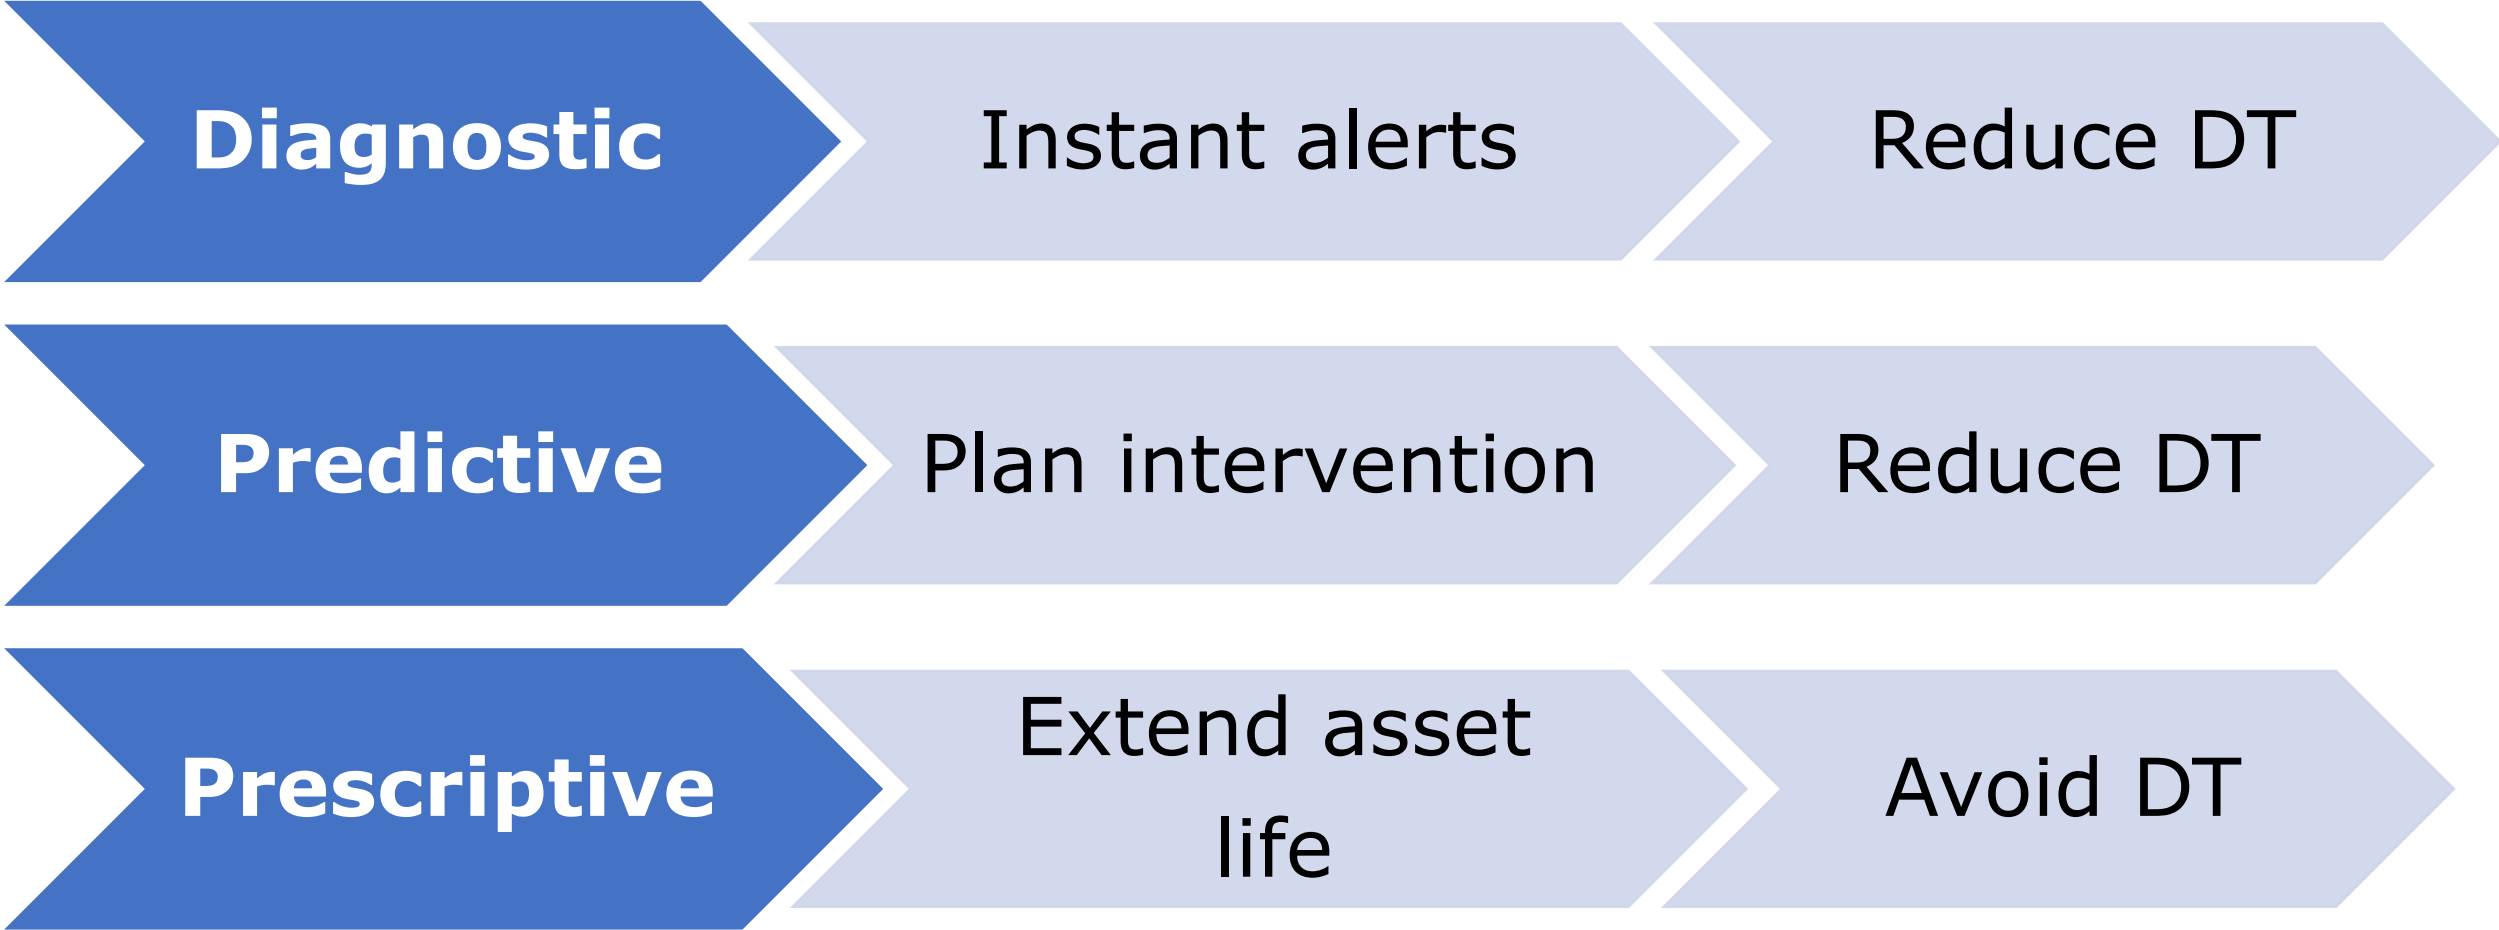 Diagnostic
Instant alerts
Reduce DT
Predictive
Plan intervention
Reduce DT
Prescriptive
Extend asset
life
Avoid DT